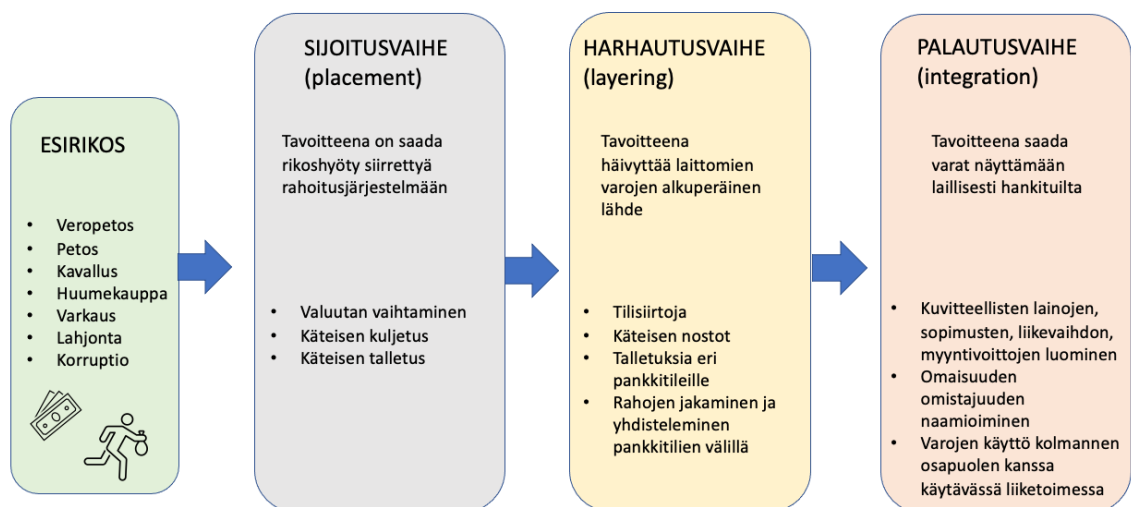 ESIRIKOS
• Veropetos
• Petos
• Kavallus
• Huumekauppa
• Varkaus
• Lahjonta
• Korruptio
SIJOITUSVAIHE
(placement)
Tavoitteena on saada
rikoshyöty siirrettyä
rahoitusjärjestelmään
• Valuutan vaihtaminen
• Käteisen kuljetus
• Käteisen talletus
HARHAUTUSVAIHE
(layering)
Tavoitteena
häivyttää laittomien
varojen alkuperäinen
lähde
• Tilisiirtoja
• Käteisen nostot
• Talletuksia eri
pankkitileille
• Rahojen jakaminen ja
yhdisteleminen
pankkitilien välillä
PALAUTUSVAIHE
(integration)
Tavoitteena saada
varat näyttämään
laillisesti hankituilta
• Kuvitteellisten lainojen,
sopimusten, liikevaihdon,
myyntivoittojen luominen
• Omaisuuden
omistajuuden
naamioiminen
• Varojen käyttö kolmannen
osapuolen kanssa
käytävässä liiketoimessa